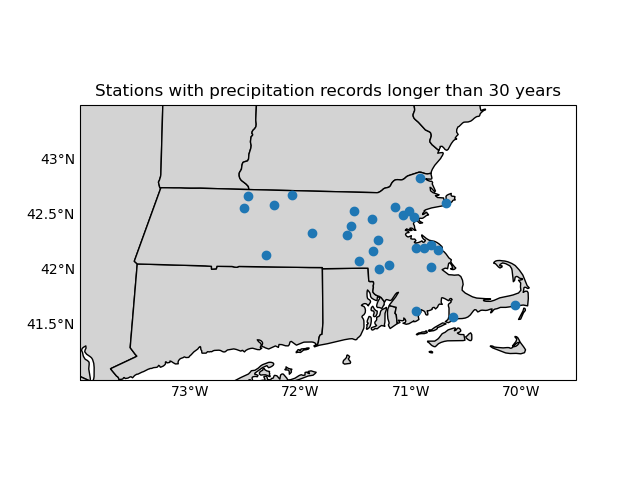 Stations with precipitation records longer than 30 years
43°N
42.5°N
42°N
41.5°N
73°W 72°W 71°W 70°W